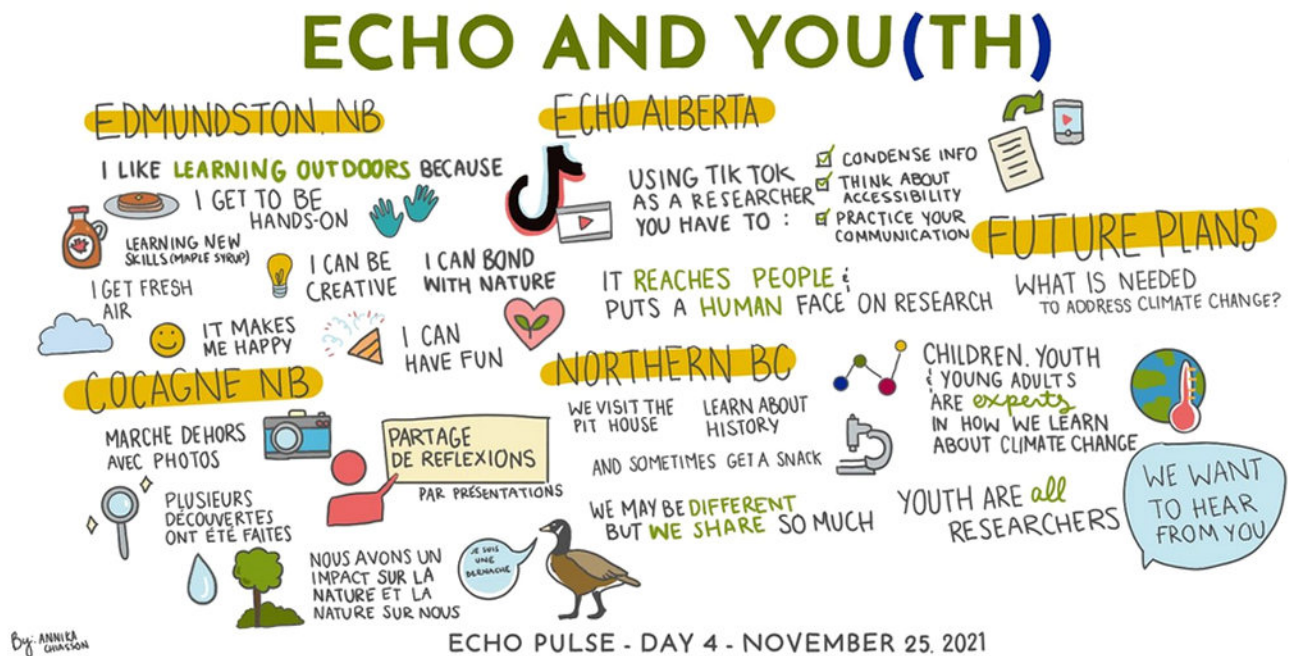 ECHO AND YOU(TH)
EDMUNDSTON. NB
I LIKE LEARNING OUTDOORS BECAUSE
I GET TO BE
HANDS-ON
LEARNING NEW
SKILLS (MAPLE SYRUP)
I CAN BE
CREATIVE
I CAN BOND
WITH NATURE
I GET FRESH
AIR
IT MAKES
ME HAPPY
I CAN
HAVE FUN
ECHO ALBERTA
USING TIK TOK
AS A RESEARCHER
YOU HAVE TO :
CONDENSE INFO
THINK ABOUT
ACCESSIBILITY
PRACTICE YOUR
COMMUNICATION
IT REACHES PEOPLE &
PUTS A HUMAN FACE ON RESEARCH
FUTURE PLANS
WHAT IS NEEDED
TO ADDRESS CLIMATE CHANGE?
CHILDREN. YOUTH
& YOUNG ADULTS
ARE experts
IN HOW WE LEARN
ABOUT CLIMATE CHANGE
YOUTH ARE all
RESEARCHERS
WE WANT
TO HEAR
FROM YOU
COCAGNE NB
MARCHE DEHORS
AVEC PHOTOS
PARTAGE
DE REFLEXIONS
PAR PRÉSENTATIONS
PLUSIEURS
DÉCOUVERTES
ONT ÉTÉ FAITES
NOUS AVONS UN
IMPACT SUR LA
NATURE ET LA
NATURE SUR NOUS
JE SUIS
UNE
BERNACHE
NORTHERN BC
WE VISIT THE
PIT HOUSE
LEARN ABOUT
HISTORY
AND SOMETIMES GET A SNACK
WE MAY BE DIFFERENT
BUT WE SHARE SO MUCH
By: ANNIKA
CHIASSON
ECHO PULSE - DAY 4 - NOVEMBER 25, 2021